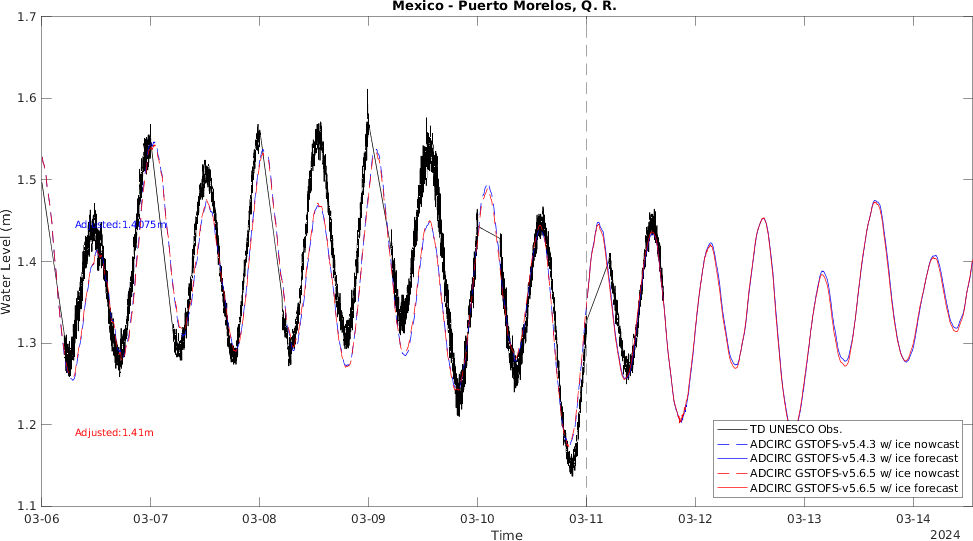 Mexico - Puerto Morelos, Q. R.
1.7
1.6
1.5
1.4
1.3
1.2
1.1
Water Level (m)
Adjusted:1.4075m
Adjusted:1.41m
TD UNESCO Obs.
ADCIRC GSTOFS-v5.4.3 w/ ice nowcast
ADCIRC GSTOFS-v5.4.3 w/ ice forecast
ADCIRC GSTOFS-v5.6.5 w/ ice nowcast
ADCIRC GSTOFS-v5.6.5 w/ ice forecast
03-06 03-07 03-08 03-09 03-10 03-11 03-12 03-13 03-14
Time
2024